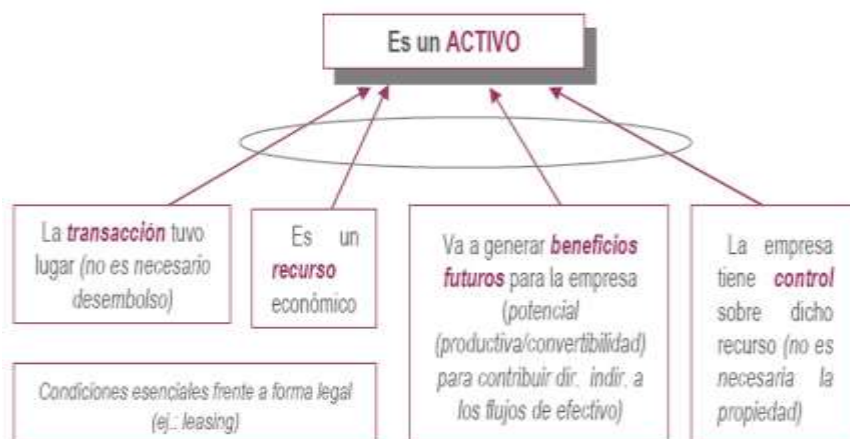 Es un ACTIVO
La transacción tuvo
lugar (no es necesario
desembolso)
Es un
recurso
económico
Va a generar beneficios
futuros para la empresa
(potencial
(productiva/convertibilidad)
para contribuir dir. indir. a
los flujos de efectivo)
La empresa
tiene control
sobre dicho
recurso (no es
necesaria la
propiedad)
Condiciones esenciales frente a forma legal
(ej.: leasing)